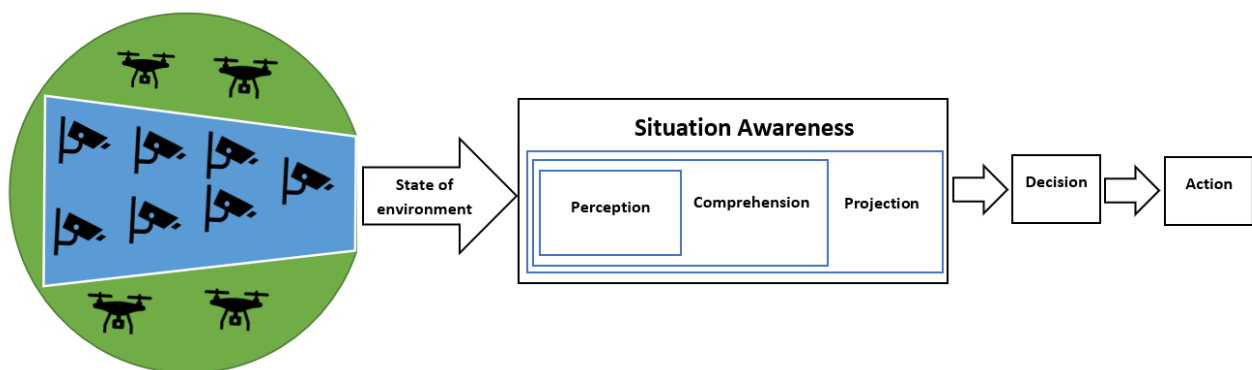 Situation Awareness
State of
environment
Perception
Comprehension
Projection
Decision
Action